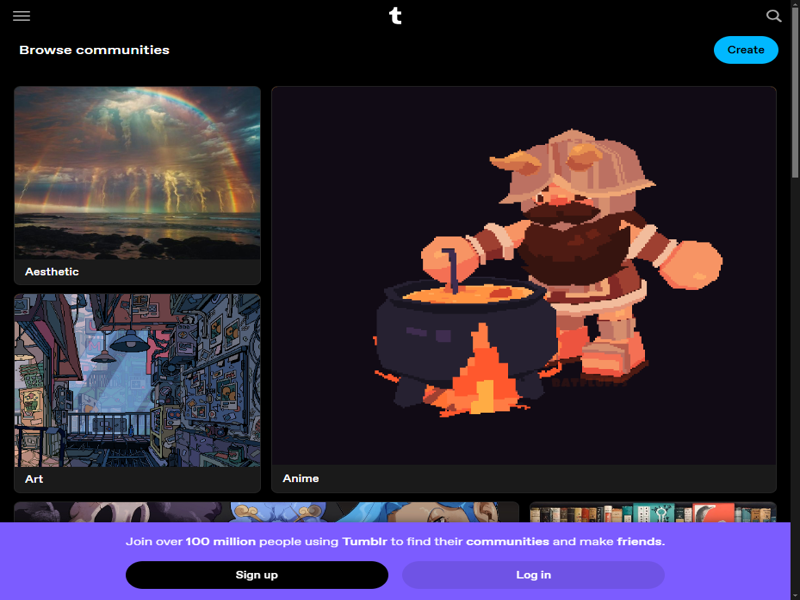 t
Browse communities
Create
Aesthetic
Art
Anime
Join over 100 million people using Tumblr to find their communities and make friends.
Sign up
Log in